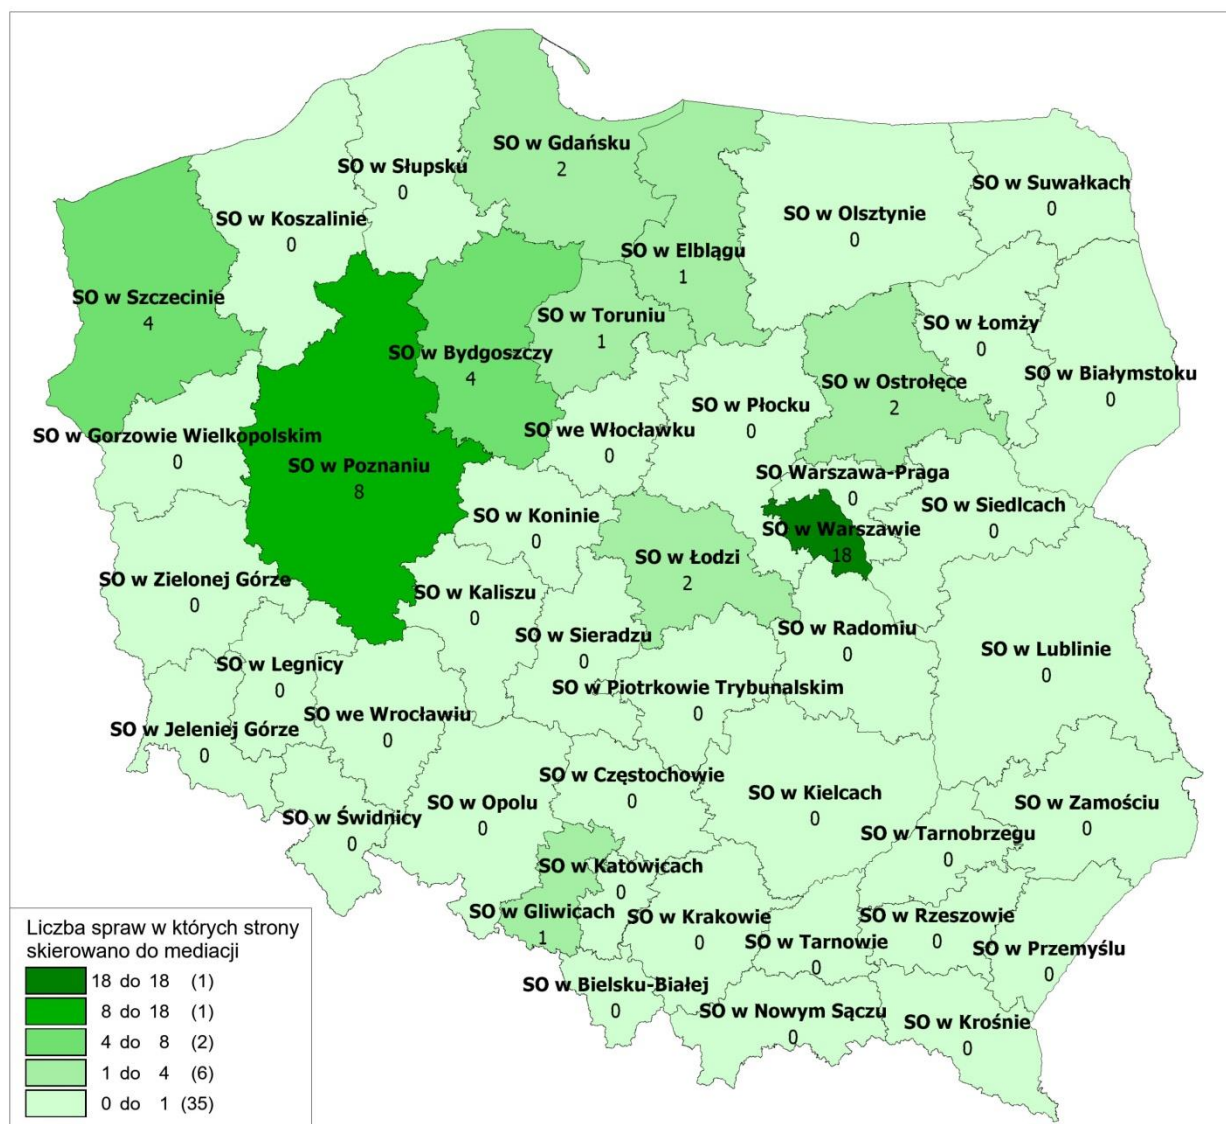 SO w Gdańsku
2
SO w Słupsku
0
SO w Suwałkach
0
SO w Koszalinie
0
SO w Olsztynie
0
SO w Elblągu
1
SO w Szczecinie
4
SO w Toruniu
1
SO w Łomży
0
SO w Bydgoszczy
4
SO w Białymstoku
0
SO w Ostrołęce
2
SO w Płocku
0
SO w Gorzowie Wielkopolskim
0
SO we Włocławku
0
SO w Poznaniu
8
SO Warszawa-Praga
0
SO w Siedlcach
0
SO w Koninie
0
SO w Warszawie
18
SO w Łodzi
2
SO w Zielonej Górze
0
SO w Kaliszu
0
SO w Sieradzu
0
SO w Radomiu
0
SO w Lublinie
0
SO w Legnicy
0
SO w Piotrkowie Trybunalskim
0
SO we Wrocławiu
0
SO w Jeleniej Górze
0
SO w Częstochowie
0
SO w Kielcach
0
SO w Opolu
0
SO w Zamościu
0
SO w Świdnicy
0
SO w Tarnobrzegu
0
SO w Katowicach
0
SO w Gliwicach
1
SO w Krakowie
0
SO w Rzeszowie
0
SO w Tarnowie
0
SO w Przemyślu
0
SO w Bielsku-Białej
0
SO w Nowym Sączu
0
SO w Krośnie
0
Liczba spraw w których strony
skierowano do mediacji
18 do 18 (1)
8 do 18 (1)
4 do 8 (2)
1 do 4 (6)
0 do 1 (35)